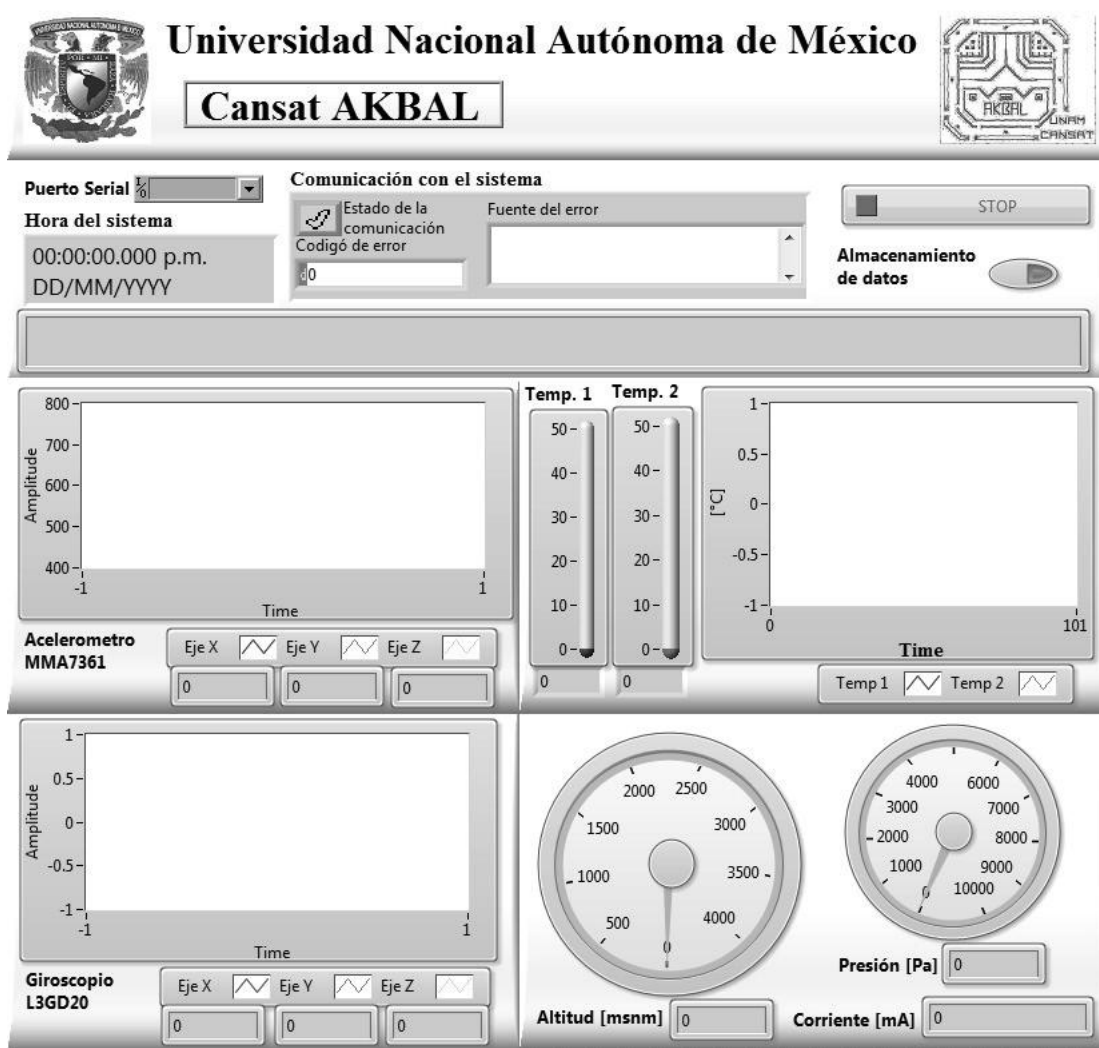 Universidad Nacional Autónoma de México
Cansat AKBAL
AKBAL
UNAM
CANSAT
Puerto Serial
Hora del sistema
00:00:00.000 p.m.
DD/MM/YYYY
Comunicación con el sistema
Estado de la
comunicación
Codigó de error
d 0
Fuente del error
STOP
Almacenamiento
de datos
800
700
600
500
400
Amplitude
-1
1
Time
Acelerometro
MMA7361
Eje X
Eje Y
Eje Z
0
0
0
Temp. 1
Temp. 2
50
40
30
20
10
0
0
50
40
30
20
10
0
0
1
0.5
0
-0.5
-1
[°C]
0
101
Time
Temp 1
Temp 2
1
0.5
0
-0.5
-1
Amplitude
-1
1
Time
Giroscopio
L3GD20
Eje X
Eje Y
Eje Z
0
0
0
0
500
1000
1500
2000
2500
3000
3500
4000
Altitud [msnm]
0
0
1000
2000
3000
4000
6000
7000
8000
9000
10000
Presión [Pa]
0
Corriente [mA]
0